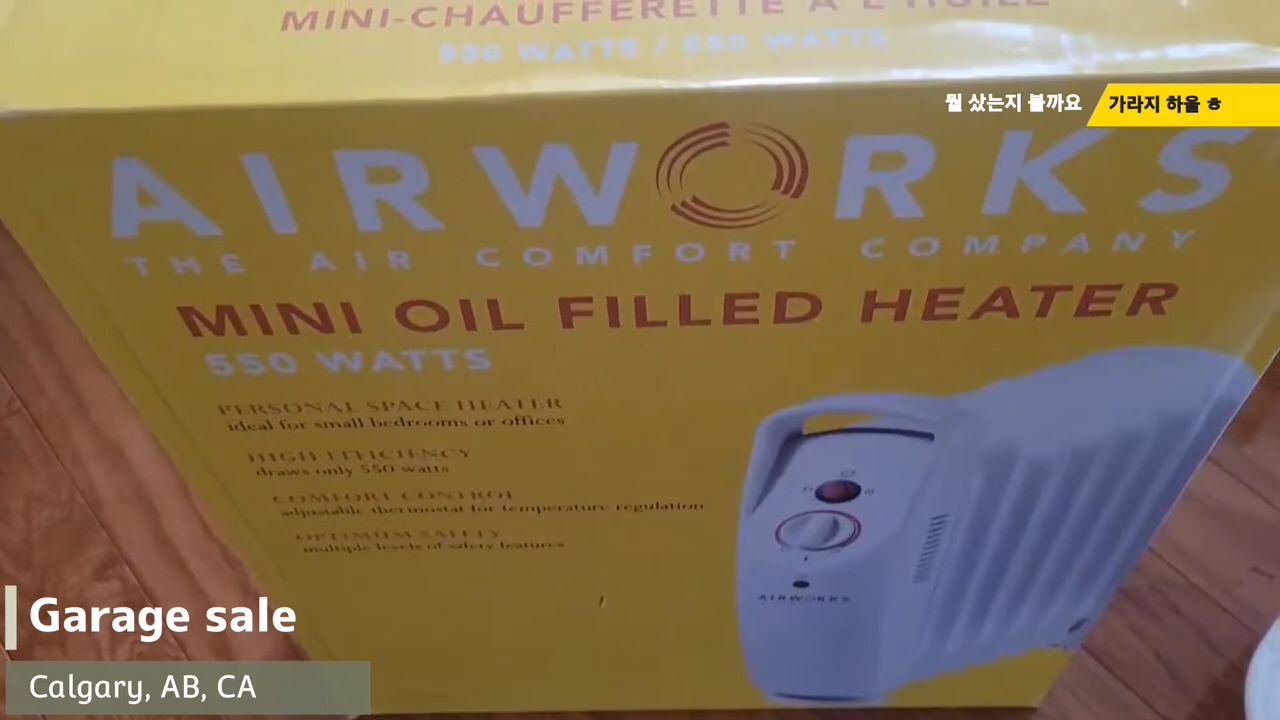 MINI-CHAUFFERETTE À L'HUILE
550 WATTS / 550 WATTS
뭘 샀는지 볼까요
가라지 하울 ㅎ
AIRWORKS
THE AIR COMFORT COMPANY
MINI OIL FILLED HEATER
550 WATTS
PERSONAL SPACE HEATER
ideal for small bedrooms or offices
HIGH EFFICIENCY
draws only 550 watts
COMFORT CONTROL
adjustable thermostat for temperature regulation
OPTIMUM SAFETY
multiple levels of safety features
AIRWORKS
Garage sale
Calgary, AB, CA